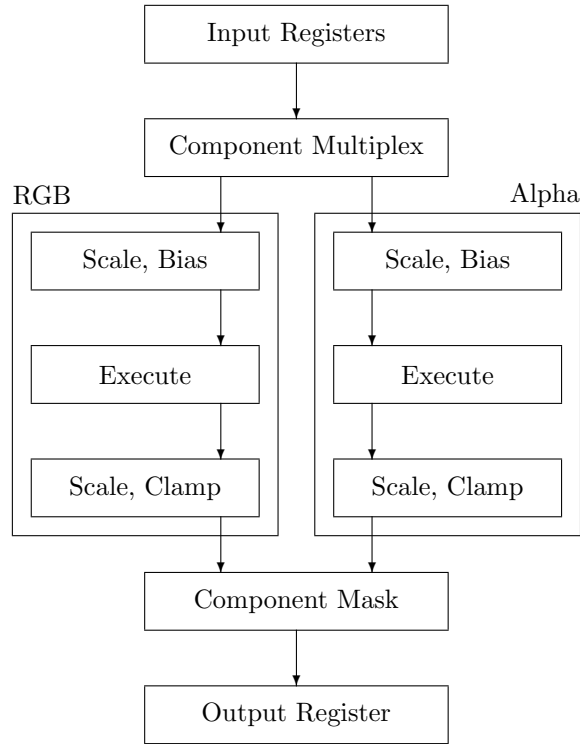 Input Registers
Component Multiplex
RGB
Alpha
Scale, Bias
Scale, Bias
Execute
Execute
Scale, Clamp
Scale, Clamp
Component Mask
Output Register